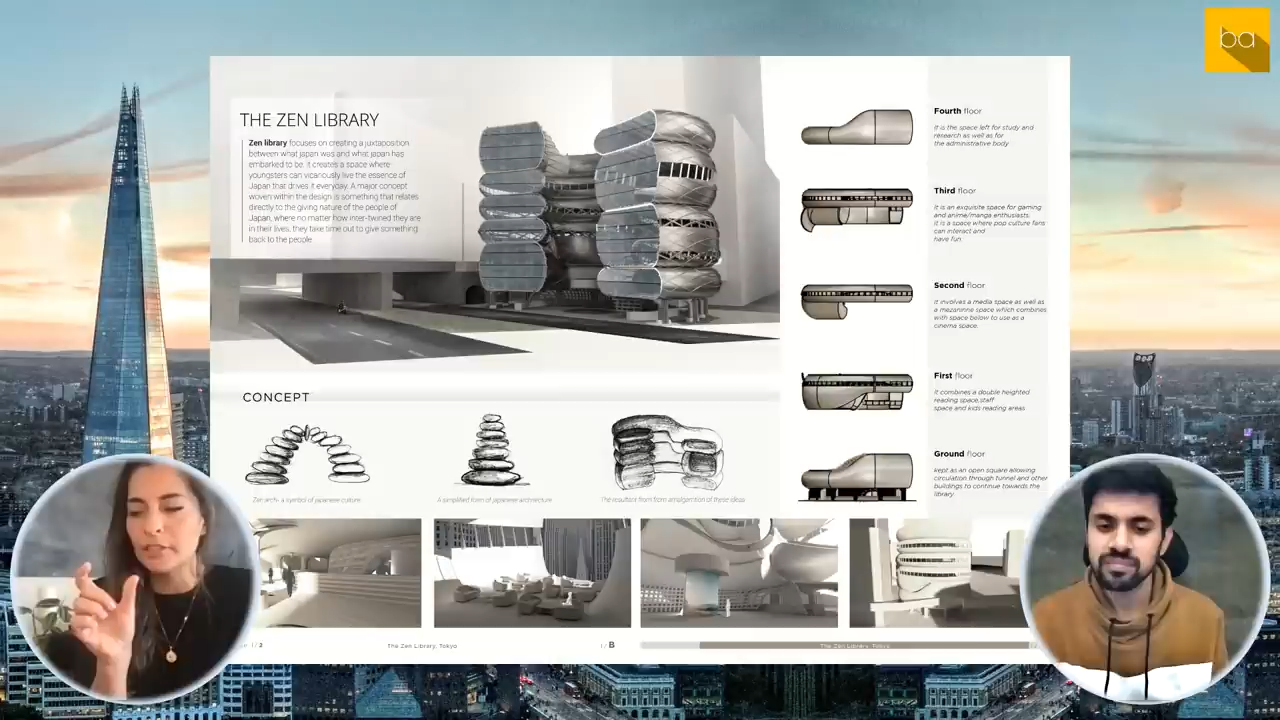 ba
THE ZEN LIBRARY
Zen library focuses on creating a juxtaposition
between what japan was and what japan has
embarked to be. it creates a space where
youngsters can vicariously live the essence of
Japan that drives it everyday. A major concept
woven within the design is something that relates
directly to the giving nature of the people of
Japan, where no matter how inter-twined they are
in their lives, they take time out to give something
back to the people
CONCEPT
Zen arch- a symbol of japanese culture
A simplified form of japanese architecture
The resultant from from amalgamation of these ideas
Fourth floor
It is the space left for study and
research as well as for
the administrative body
Third floor
It is an exquisite space for gaming
and anime/manga enthusiasts.
It is a space where pop culture fans
can interact and
have fun.
Second floor
It involves a media space as well as
a mezannine space which combines
with space below to use as a
cinema space.
First floor
It combines a double heighted
reading space,staff
space and kids reading areas
Ground floor
kept as an open square allowing
circulation through tunnel and other
buildings to continue towards the
library.
1 / 2
The Zen Library, Tokyo
1 / B
The Zen Library, Tokyo